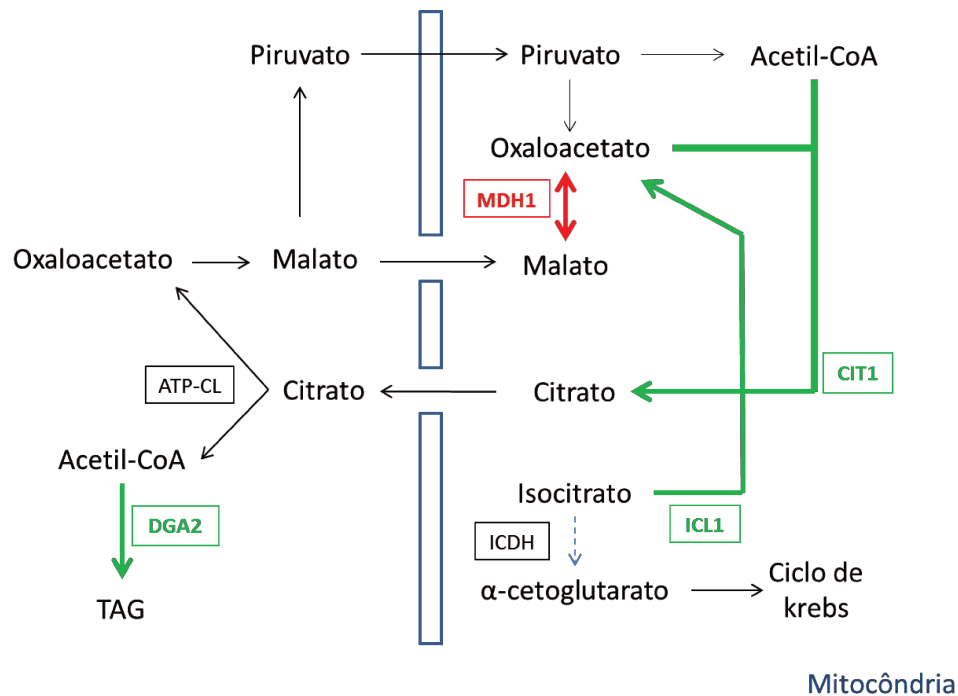 Piruvato
Piruvato
Acetil-CoA
Oxaloacetato
MDH1
Oxaloacetato
Malato
Malato
CIT1
ATP-CL
Citrato
Citrato
Acetil-CoA
Isocitrato
DGA2
ICL1
ICDH
α-cetoglutarato
Ciclo de
krebs
TAG
Mitocôndria